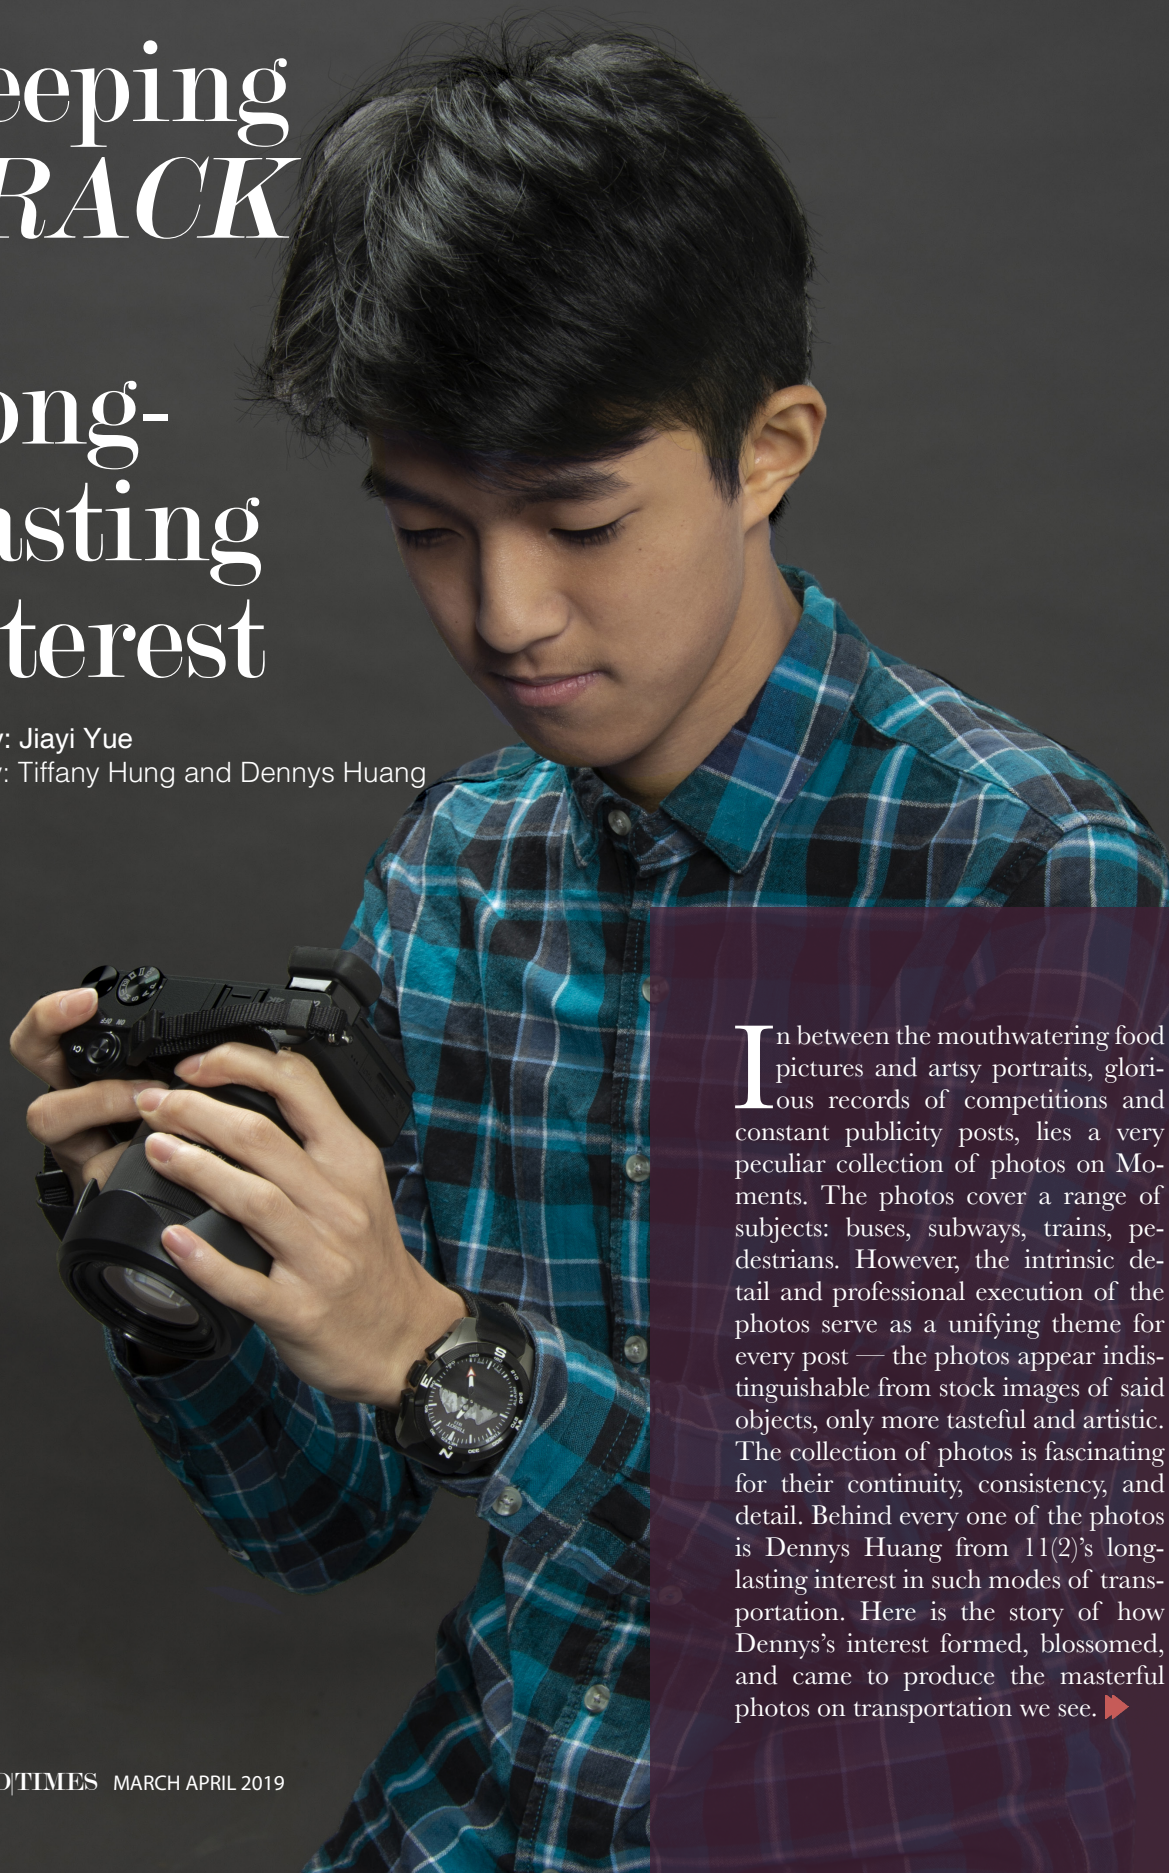 eeping
RACK
ong-
asting
terest
y: Jiayi Yue
y: Tiffany Hung and Dennys Huang
In between the mouthwatering food
pictures and artsy portraits, glori-
ous records of competitions and
constant publicity posts, lies a very
peculiar collection of photos on Mo-
ments. The photos cover a range of
subjects: buses, subways, trains, pe-
destrians. However, the intrinsic de-
tail and professional execution of the
photos serve as a unifying theme for
every post — the photos appear indis-
tinguishable from stock images of said
objects, only more tasteful and artistic.
The collection of photos is fascinating
for their continuity, consistency, and
detail. Behind every one of the photos
is Dennys Huang from 11(2)’s long-
lasting interest in such modes of trans-
portation. Here is the story of how
Dennys’s interest formed, blossomed,
and came to produce the masterful
photos on transportation we see.
|TIMES MARCH APRIL 2019
ON OFF
C1
E
S
N